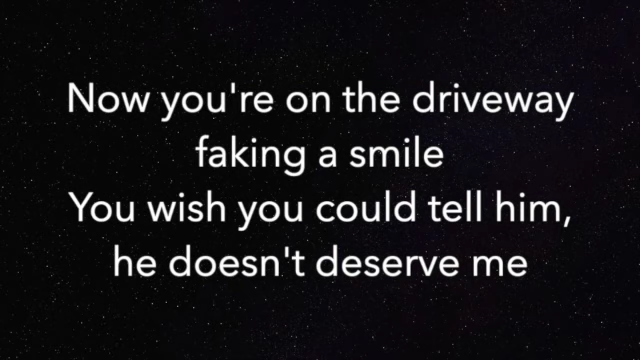 Now you're on the driveway
faking a smile
You wish you could tell him,
he doesn't deserve me